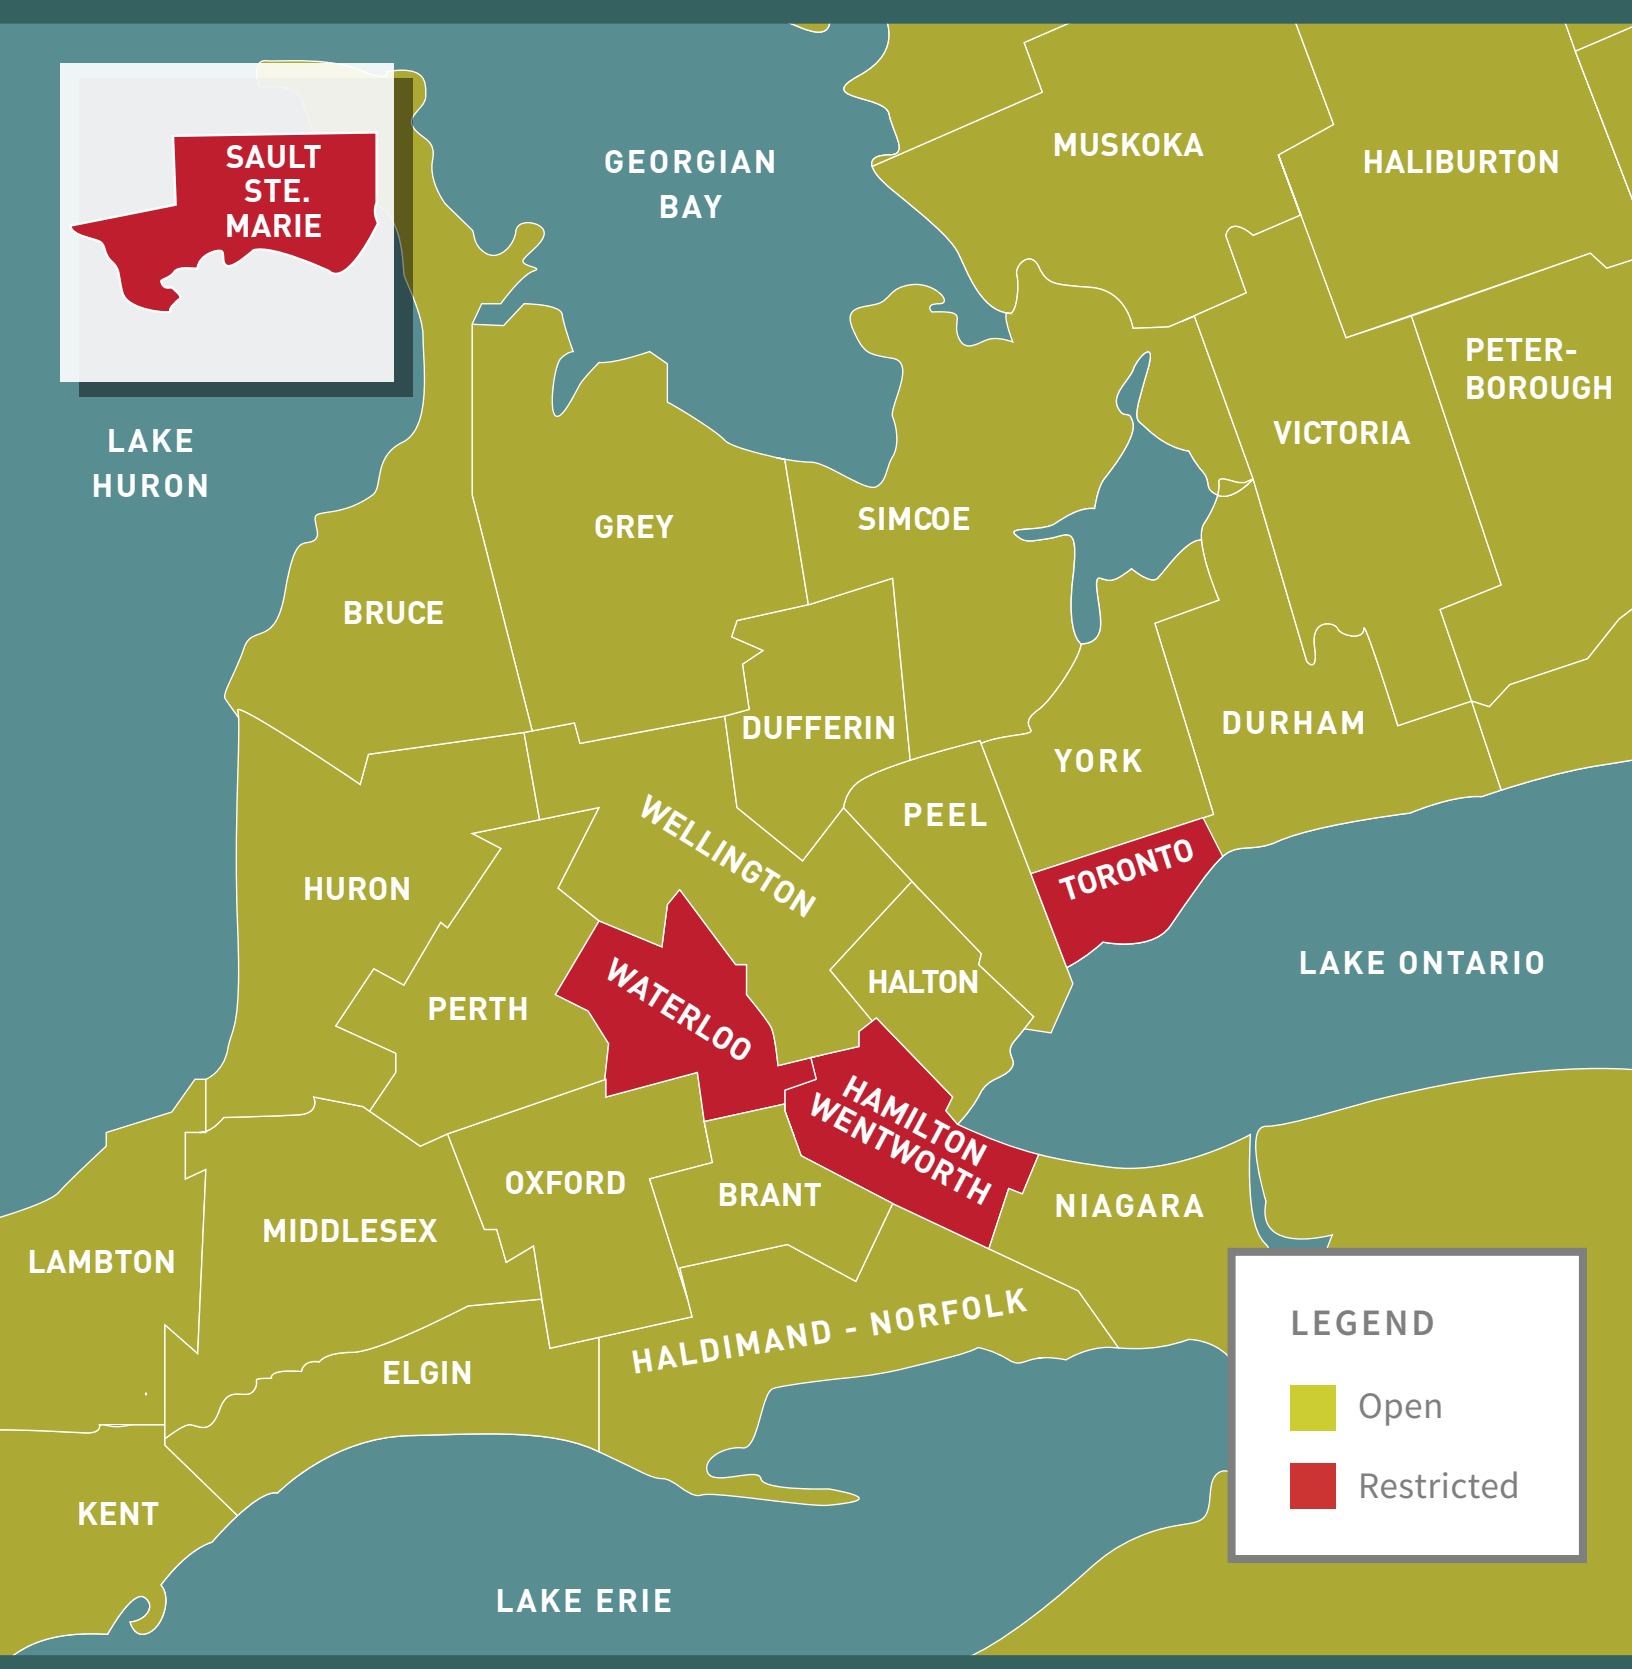 SAULT
STE.
MARIE
GEORGIAN
BAY
MUSKOKA
HALIBURTON
PETER-
BOROUGH
LAKE
HURON
VICTORIA
GREY
SIMCOE
BRUCE
DUFFERIN
DURHAM
YORK
PEEL
WELLINGTON
TORONTO
HURON
LAKE ONTARIO
HALTON
PERTH
WATERLOO
HAMILTON
WENTWORTH
OXFORD
BRANT
NIAGARA
MIDDLESEX
LAMBTON
HALDIMAND - NORFOLK
ELGIN
LEGEND
Open
Restricted
KENT
LAKE ERIE